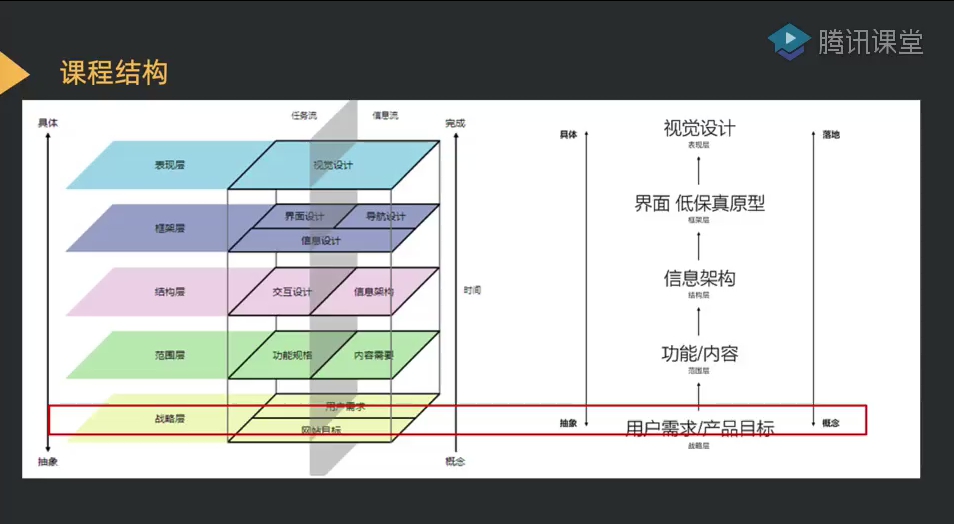 腾讯课堂
课程结构
任务流 信息流
具体 完成
表现层 视觉设计
框架层 界面设计 导航设计
信息设计
结构层 交互设计 信息架构
时间
范围层 功能规格 内容需要
战略层 用户需求
网站目标
抽象 概念
具体 视觉设计 落地
表现层
界面 低保真原型
框架层
信息架构
结构层
功能/内容
范围层
抽象 用户需求/产品目标 概念
战略层